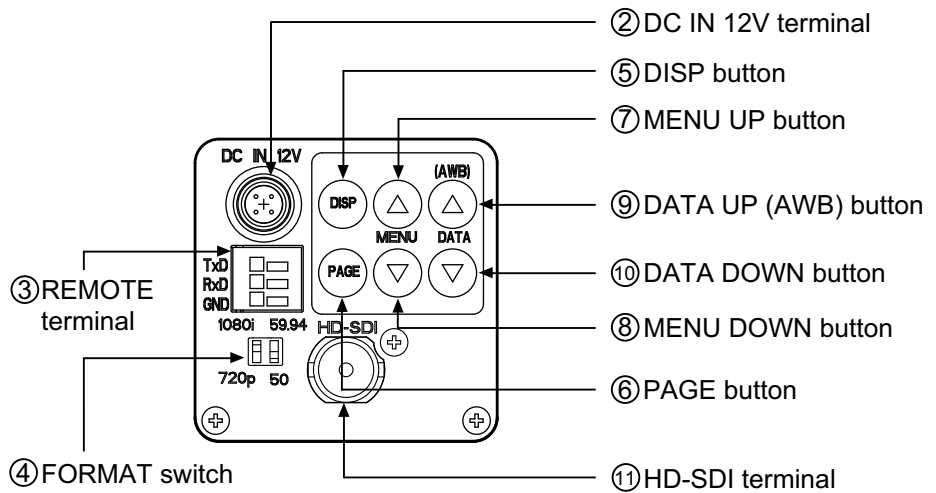 ②DC IN 12V terminal
⑤DISP button
⑦MENU UP button
DC IN 12V
(AWB)
DISP
⑨DATA UP (AWB) button
MENU DATA
TxD
RxD
GND
PAGE
⑩DATA DOWN button
③REMOTE
terminal
1080i 59.94 HD-SDI
⑧MENU DOWN button
720p 50
⑥PAGE button
④FORMAT switch
⑪HD-SDI terminal